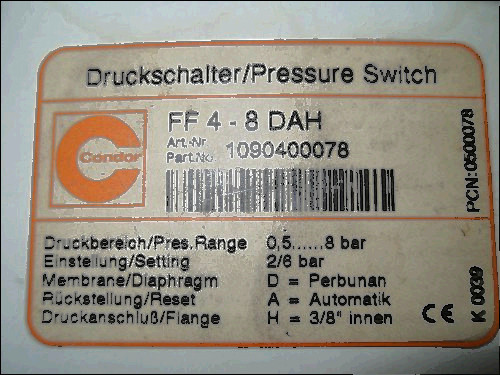 Druckschalter/Pressure Switch
Condor
FF 4 - 8 DAH
Art.-Nr.
Part.No. 1090400078
PCN:0500078
Druckbereich/Pres.Range 0,5......8 bar
Einstellung/Setting 2/6 bar
Membrane/Diaphragm D = Perbunan
Rückstellung/Reset A = Automatik
Druckanschluß/Flange H = 3/8" innen
CE
K 0039